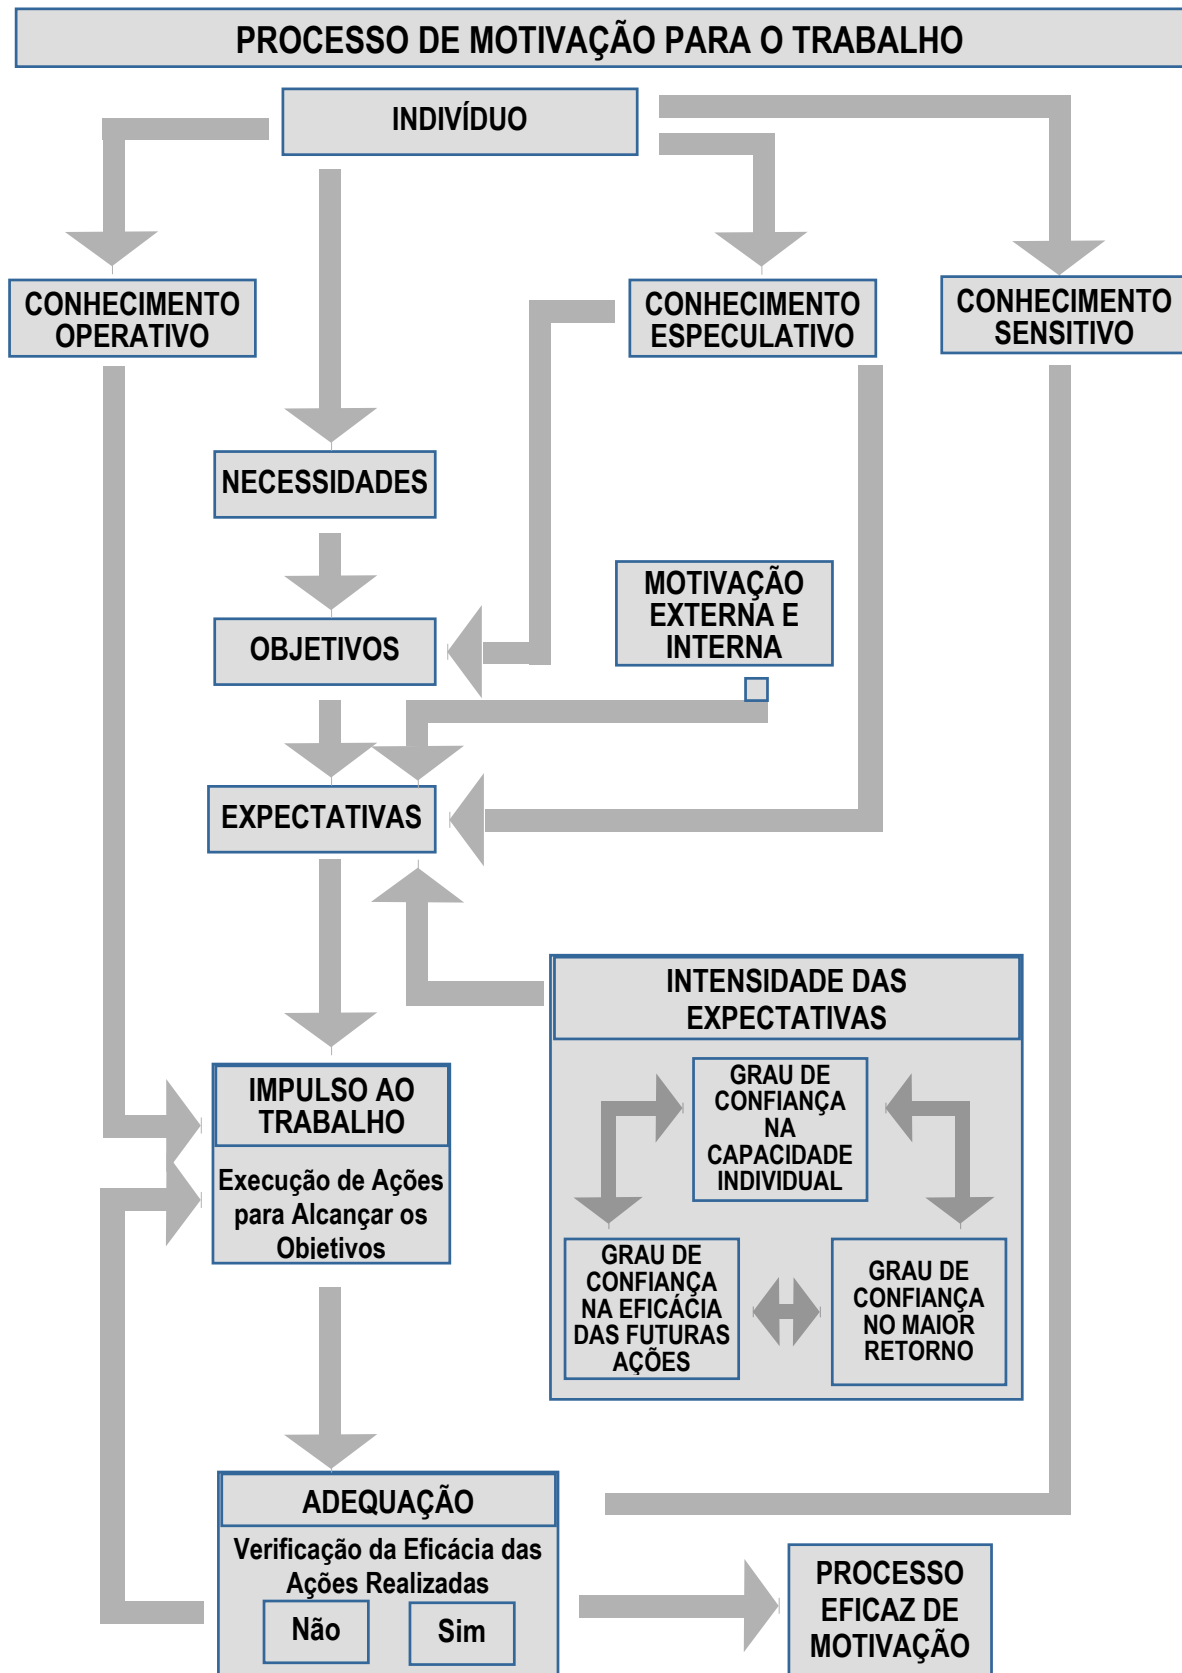 PROCESSO DE MOTIVAÇÃO PARA O TRABALHO
INDIVÍDUO
CONHECIMENTO
OPERATIVO
CONHECIMENTO
ESPECULATIVO
CONHECIMENTO
SENSITIVO
NECESSIDADES
MOTIVAÇÃO
EXTERNA E
INTERNA
OBJETIVOS
EXPECTATIVAS
INTENSIDADE DAS
EXPECTATIVAS
GRAU DE
CONFIANÇA
NA
CAPACIDADE
INDIVIDUAL
GRAU DE
CONFIANÇA
NA EFICÁCIA
DAS FUTURAS
AÇÕES
GRAU DE
CONFIANÇA
NO MAIOR
RETORNO
IMPULSO AO
TRABALHO
Execução de Ações
para Alcançar os
Objetivos
ADEQUAÇÃO
Verificação da Eficácia das
Ações Realizadas
Não
Sim
PROCESSO
EFICAZ DE
MOTIVAÇÃO